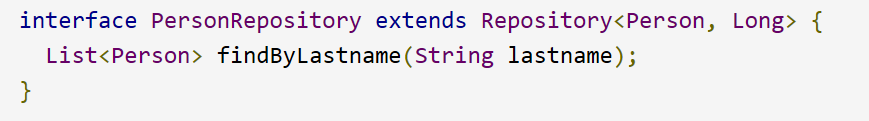 interface PersonRepository extends Repository<Person, Long> {
  List<Person> findByLastname(String lastname);
}